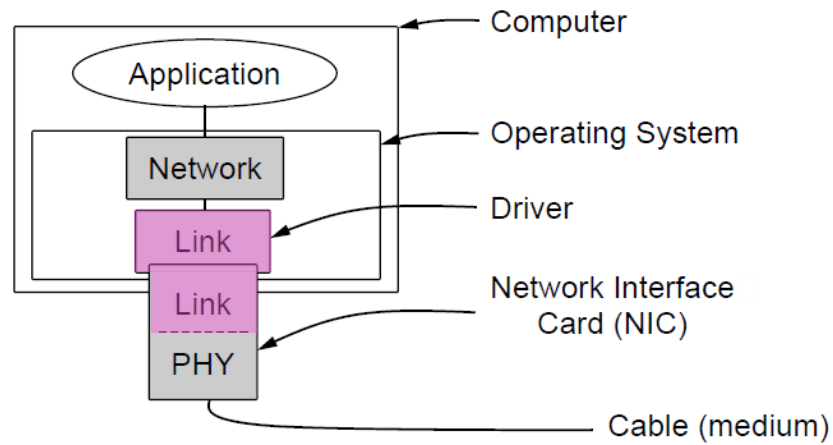 Computer
Application
Operating System
Network
Driver
Link
Link
Network Interface
Card (NIC)
PHY
Cable (medium)